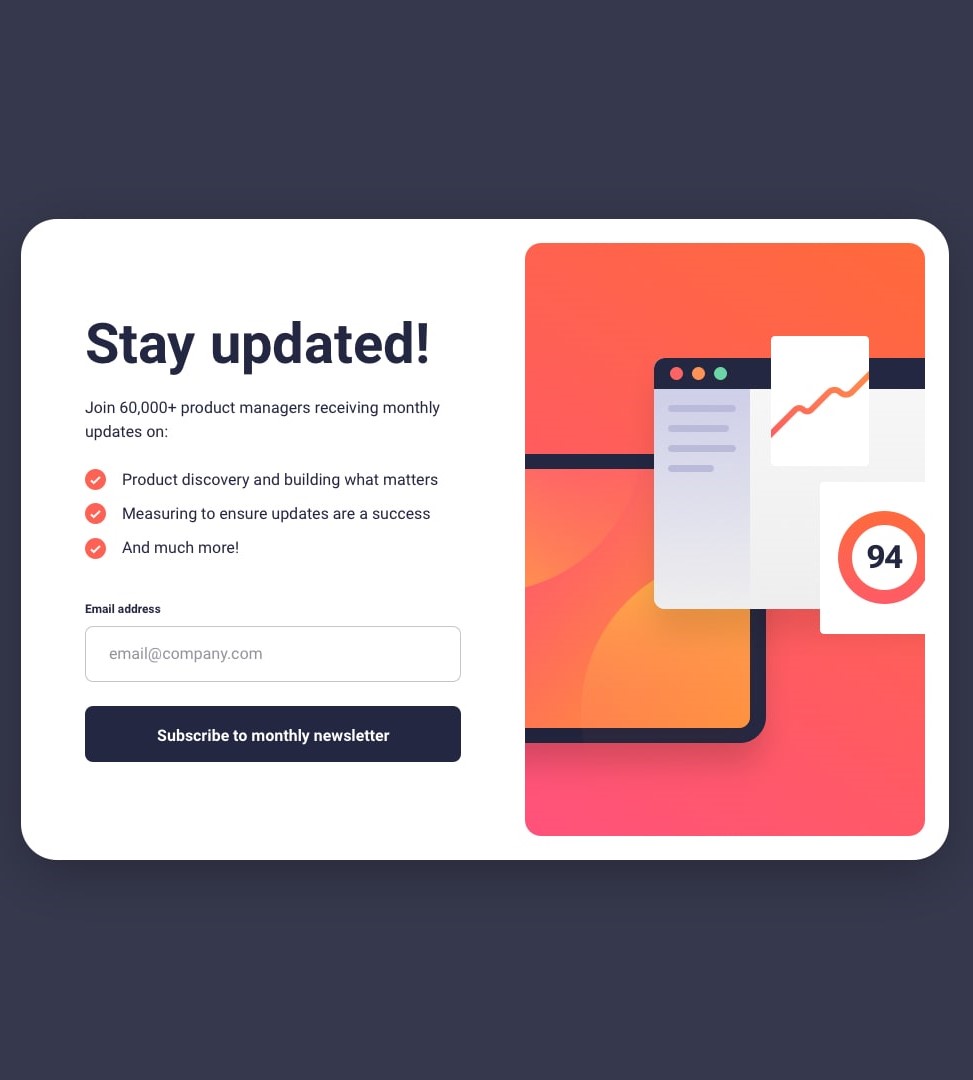 Stay updated!
Join 60,000+ product managers receiving monthly
updates on:
Product discovery and building what matters
Measuring to ensure updates are a success
And much more!
Email address
email@company.com
Subscribe to monthly newsletter
94